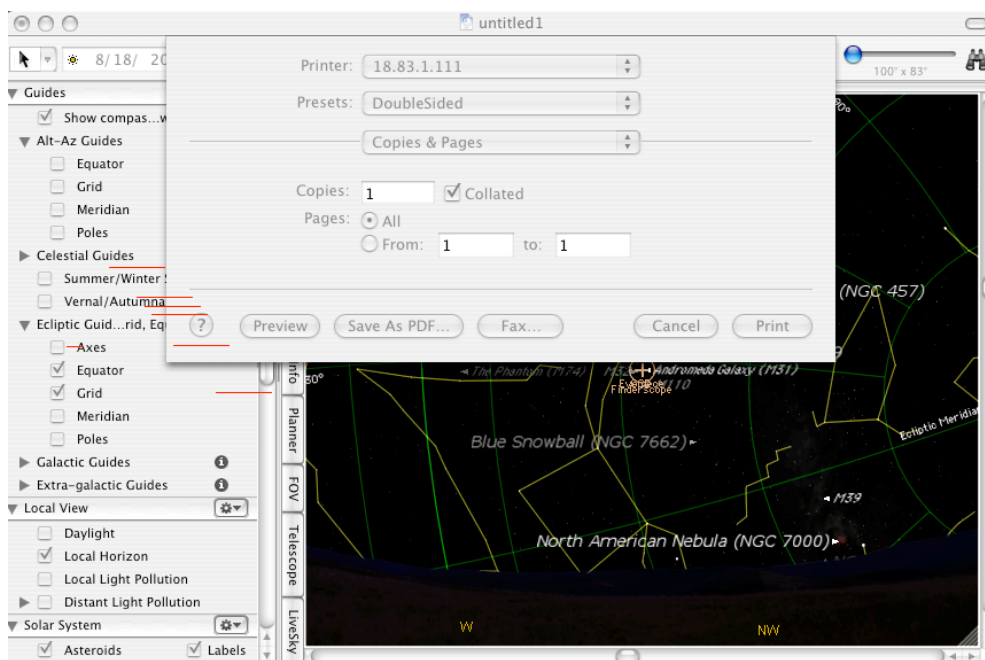 untitled1
8/18/ 20
100° x 83°
Printer: 18.83.1.111
Presets: DoubleSided
Copies & Pages
Copies: 1 Collated
Pages: All
From: 1 to: 1
? Preview Save As PDF... Fax... Cancel Print
Guides
Show compas...w
Alt-Az Guides
Equator
Grid
Meridian
Poles
Celestial Guides
Summer/Winter
Vernal/Autumna
Ecliptic Guid...rid, Equ
Axes
Equator
Grid
Meridian
Poles
Galactic Guides
Extra-galactic Guides
Local View
Daylight
Local Horizon
Local Light Pollution
Distant Light Pollution
Solar System
Asteroids Labels
Info
Planner
FOV
Telescope
LiveSky
(NGC 457)
30°
The Phantom (M74)
Andromeda Galaxy (M31)
M110
FinderScope
Ecliptic Meridia
Blue Snowball (NGC 7662)
M39
North American Nebula (NGC 7000)
W
NW